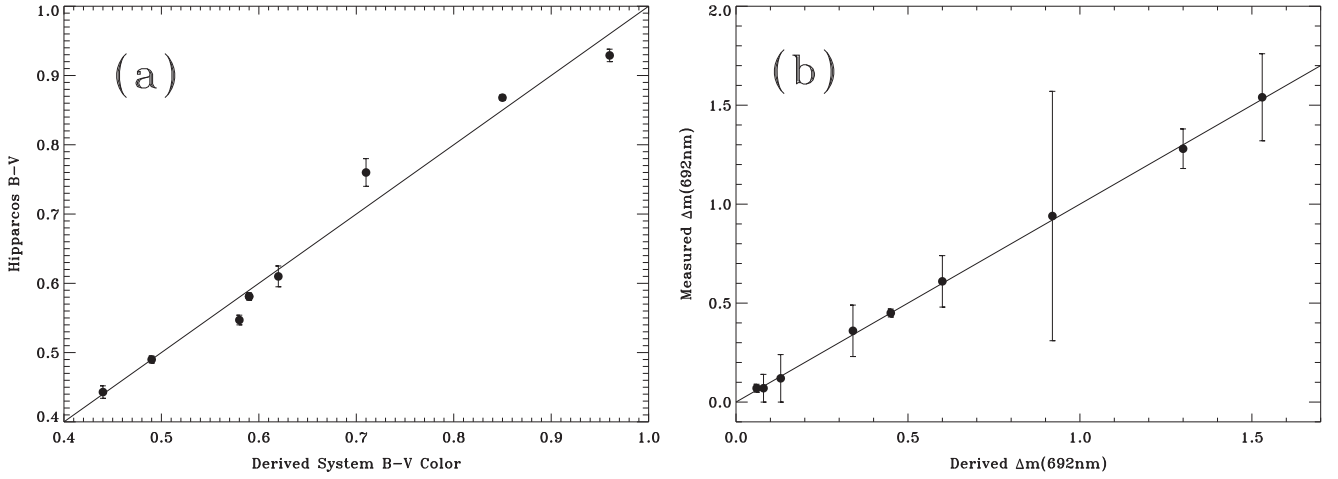 (a)
Hipparcos B−V
1.0
0.9
0.8
0.7
0.6
0.5
0.4
0.4 0.5 0.6 0.7 0.8 0.9 1.0
Derived System B−V Color
(b)
Measured Δm(692nm)
2.0
1.5
1.0
0.5
0.0
0.0 0.5 1.0 1.5
Derived Δm(692nm)